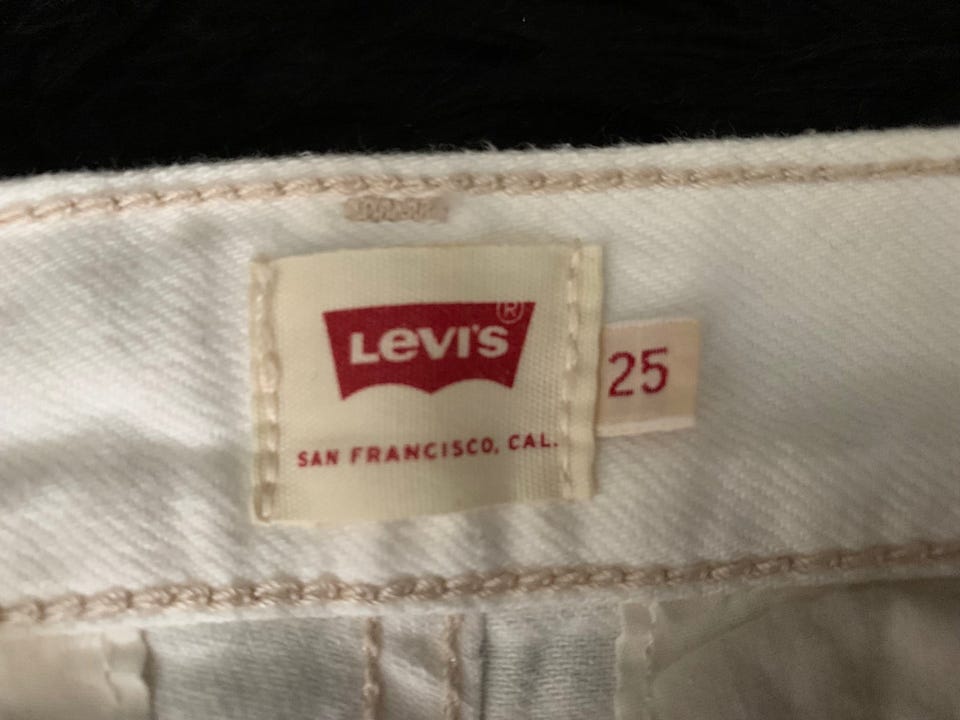 LEVI'S®
25
SAN FRANCISCO, CAL.